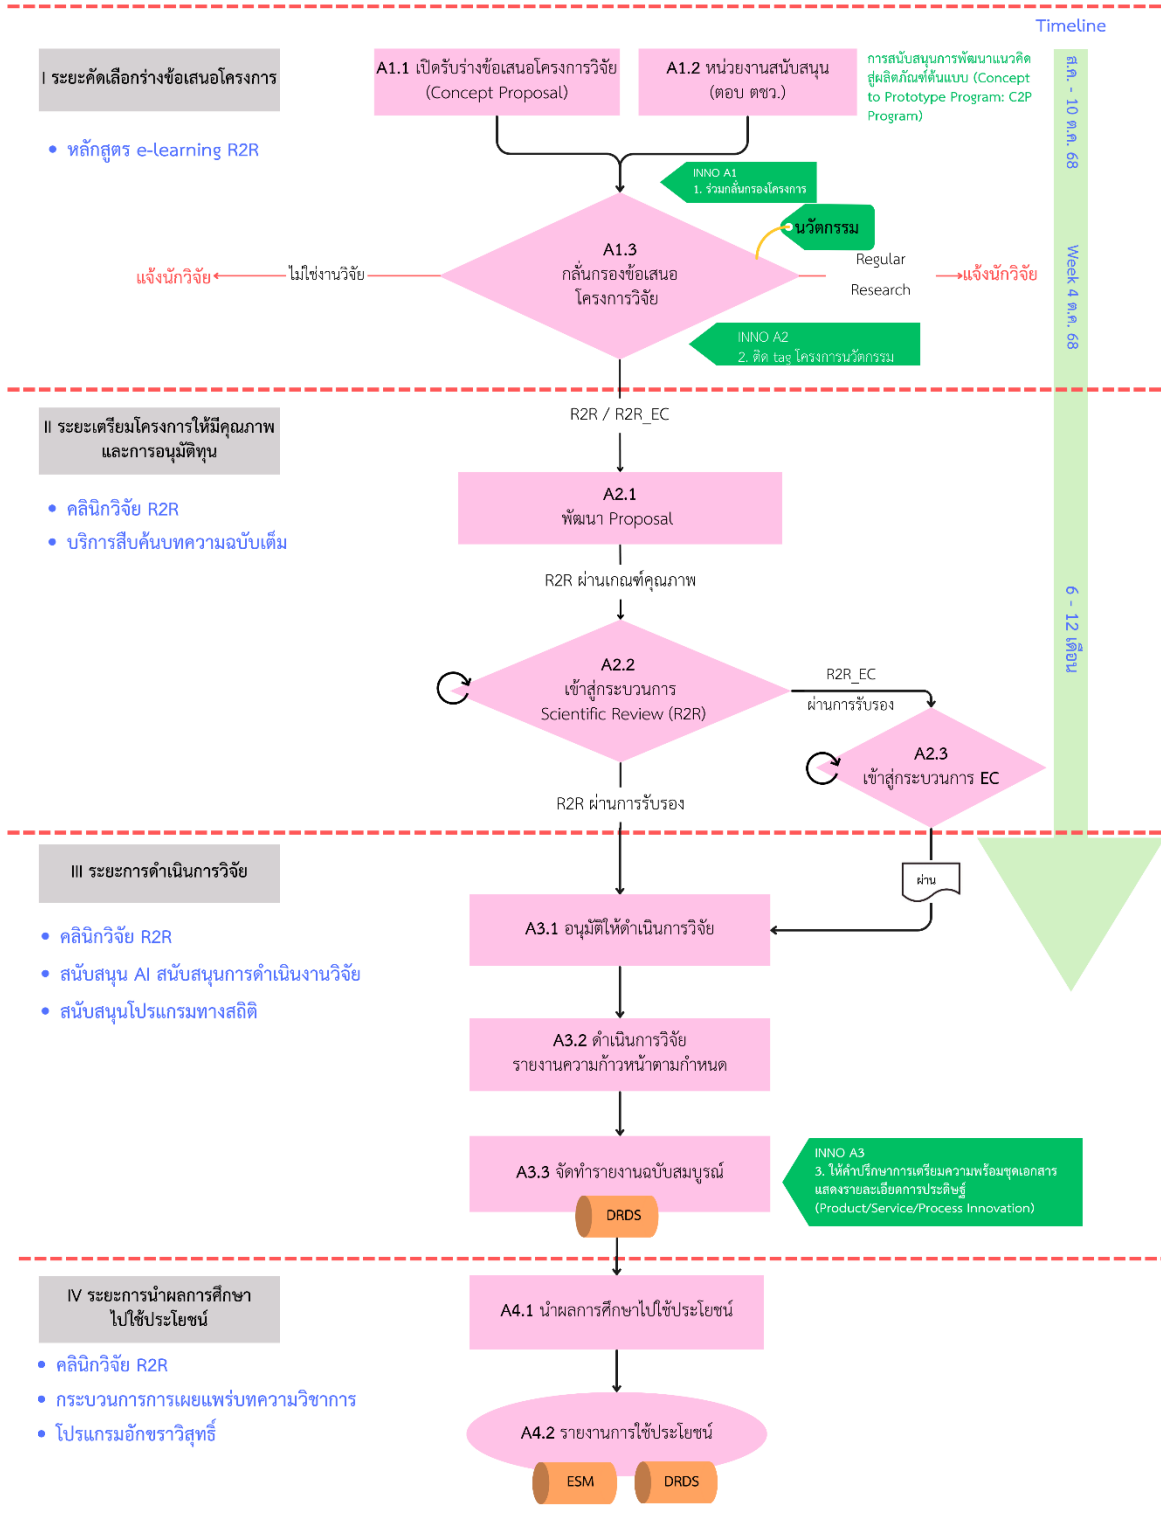 Timeline
I ระยะคัดเลือกร่างข้อเสนอโครงการ
A1.1 เปิดรับร่างข้อเสนอโครงการวิจัย
(Concept Proposal)
A1.2 หน่วยงานสนับสนุน
(ตอบ ตชว.)
การสนับสนุนการพัฒนาแนวคิด
สู่ผลิตภัณฑ์ต้นแบบ (Concept
to Prototype Program: C2P
Program)
ส.ค. - 10 ต.ค. 68
หลักสูตร e-learning R2R
INNO A1
1. ร่วมกลั่นกรองโครงการ
นวัตกรรม
A1.3
กลั่นกรองข้อเสนอ
โครงการวิจัย
แจ้งนักวิจัย
ไม่ใช่งานวิจัย
Regular
Research
แจ้งนักวิจัย
Week 4 ต.ค. 68
INNO A2
2. ติด tag โครงการนวัตกรรม
R2R / R2R_EC
II ระยะเตรียมโครงการให้มีคุณภาพ
และการอนุมัติทุน
คลินิกวิจัย R2R
บริการสืบค้นบทความฉบับเต็ม
A2.1
พัฒนา Proposal
R2R ผ่านเกณฑ์คุณภาพ
6 - 12 เดือน
A2.2
เข้าสู่กระบวนการ
Scientific Review (R2R)
R2R_EC
ผ่านการรับรอง
A2.3
เข้าสู่กระบวนการ EC
R2R ผ่านการรับรอง
III ระยะการดำเนินการวิจัย
ผ่าน
คลินิกวิจัย R2R
สนับสนุน AI สนับสนุนการดำเนินงานวิจัย
สนับสนุนโปรแกรมทางสถิติ
A3.1 อนุมัติให้ดำเนินการวิจัย
A3.2 ดำเนินการวิจัย
รายงานความก้าวหน้าตามกำหนด
A3.3 จัดทำรายงานฉบับสมบูรณ์
DRDS
INNO A3
3. ให้คำปรึกษาการเตรียมความพร้อมชุดเอกสาร
แสดงรายละเอียดการประดิษฐ์
(Product/Service/Process Innovation)
IV ระยะการนำผลการศึกษา
ไปใช้ประโยชน์
คลินิกวิจัย R2R
กระบวนการการเผยแพร่บทความวิชาการ
โปรแกรมอักขราวิสุทธิ์
A4.1 นำผลการศึกษาไปใช้ประโยชน์
A4.2 รายงานการใช้ประโยชน์
ESM
DRDS